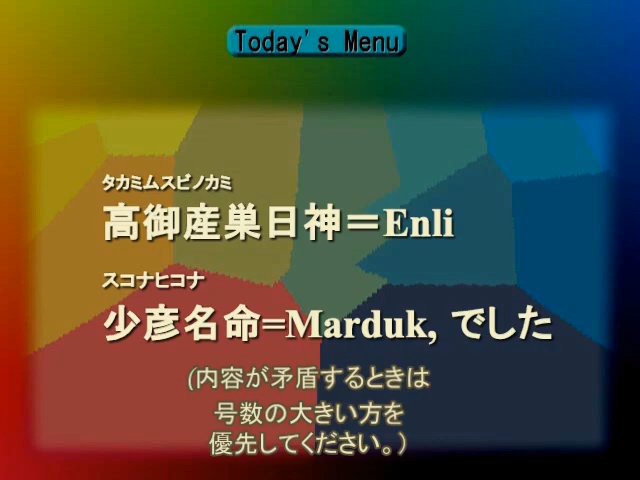 Today's Menu
タカミムスビノカミ
高御産巣日神＝Enli
スコナヒコナ
少彦名命=Marduk, でした
(内容が矛盾するときは
号数の大きい方を
優先してください。）